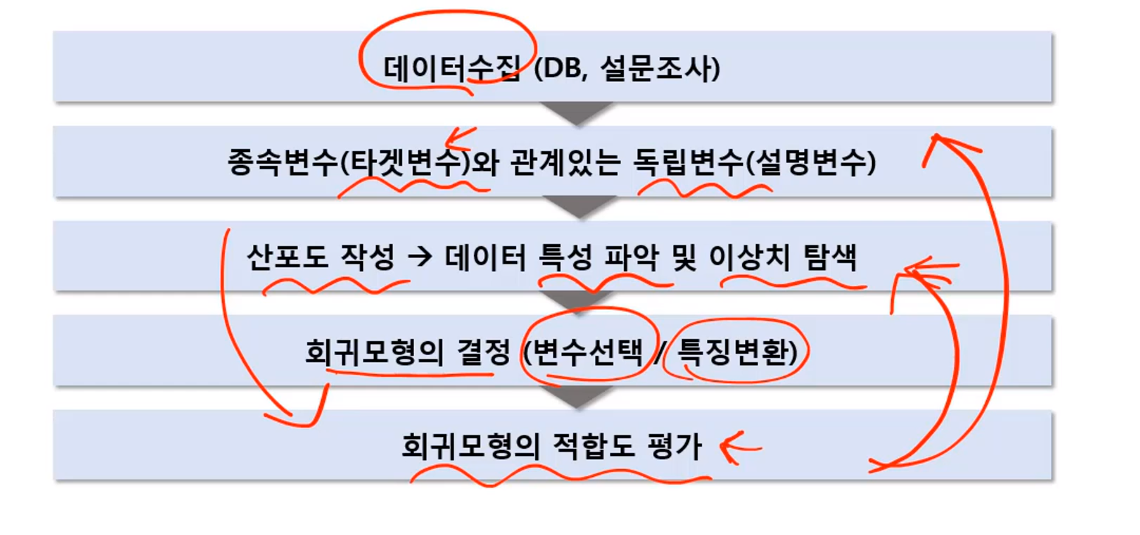 데이터수집 (DB, 설문조사)
종속변수(타겟변수)와 관계있는 독립변수(설명변수)
산포도 작성 → 데이터 특성 파악 및 이상치 탐색
회귀모형의 결정 (변수선택 / 특징변환)
회귀모형의 적합도 평가